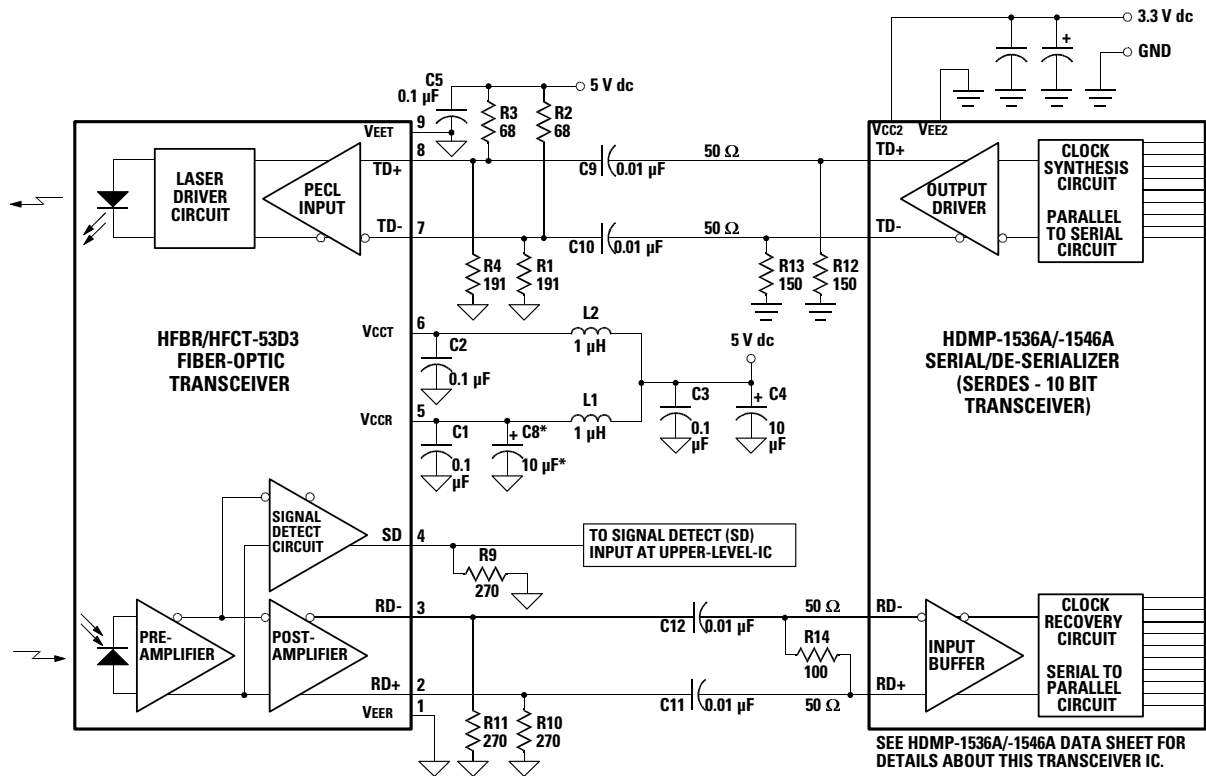 3.3 V dc
GND
C5
0.1 µF
5 V dc
R3
68
R2
68
9
VEET
VCC2
VEE2
8
TD+
C9
0.01 µF
50 Ω
TD+
LASER
DRIVER
CIRCUIT
PECL
INPUT
OUTPUT
DRIVER
CLOCK
SYNTHESIS
CIRCUIT
PARALLEL
TO SERIAL
CIRCUIT
TD-
7
C10
0.01 µF
50 Ω
TD-
R4
191
R1
191
R13
150
R12
150
HFBR/HFCT-53D3
FIBER-OPTIC
TRANSCEIVER
VCCT
6
C2
0.1 µF
L2
1 µH
5 V dc
HDMP-1536A/-1546A
SERIAL/DE-SERIALIZER
(SERDES - 10 BIT
TRANSCEIVER)
VCCR
5
C1
0.1
µF
+
C8*
10 µF*
L1
1 µH
C3
0.1
µF
+
C4
10
µF
+
SIGNAL
DETECT
CIRCUIT
SD
4
R9
270
TO SIGNAL DETECT (SD)
INPUT AT UPPER-LEVEL-IC
PRE-
AMPLIFIER
POST-
AMPLIFIER
RD-
3
C12
0.01 µF
50 Ω
RD-
R14
100
INPUT
BUFFER
CLOCK
RECOVERY
CIRCUIT
SERIAL TO
PARALLEL
CIRCUIT
RD+
2
C11
0.01 µF
50 Ω
RD+
VEER
1
R11
270
R10
270
SEE HDMP-1536A/-1546A DATA SHEET FOR
DETAILS ABOUT THIS TRANSCEIVER IC.